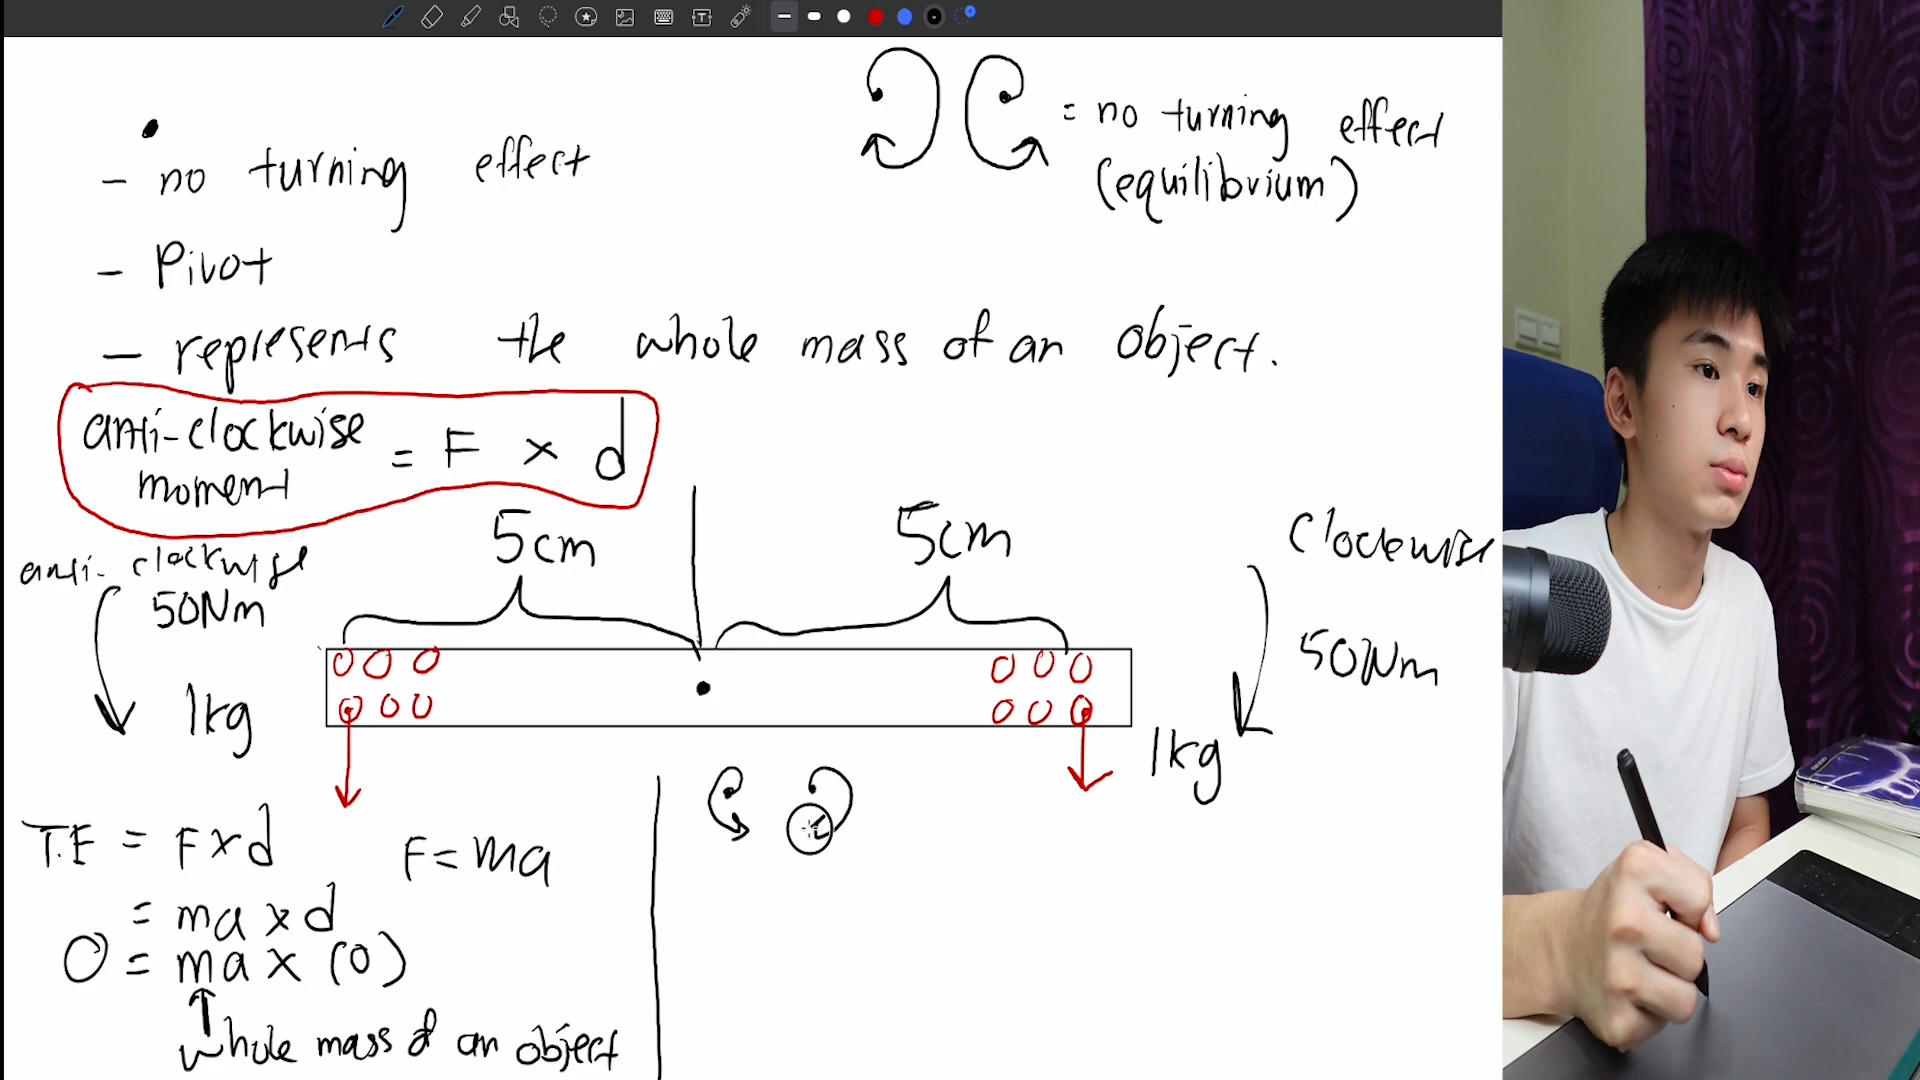 - no turning effect
= no turning effect
(equilibrium)
- Pivot
- represents the whole mass of an object.
anti-clockwise
moment = F x d
5cm
5cm
anti-clockwise
50Nm
1kg
Clockwise
50Nm
1kg
T.E = F x d
F = ma
= ma x d
0 = ma x (0)
whole mass of an object